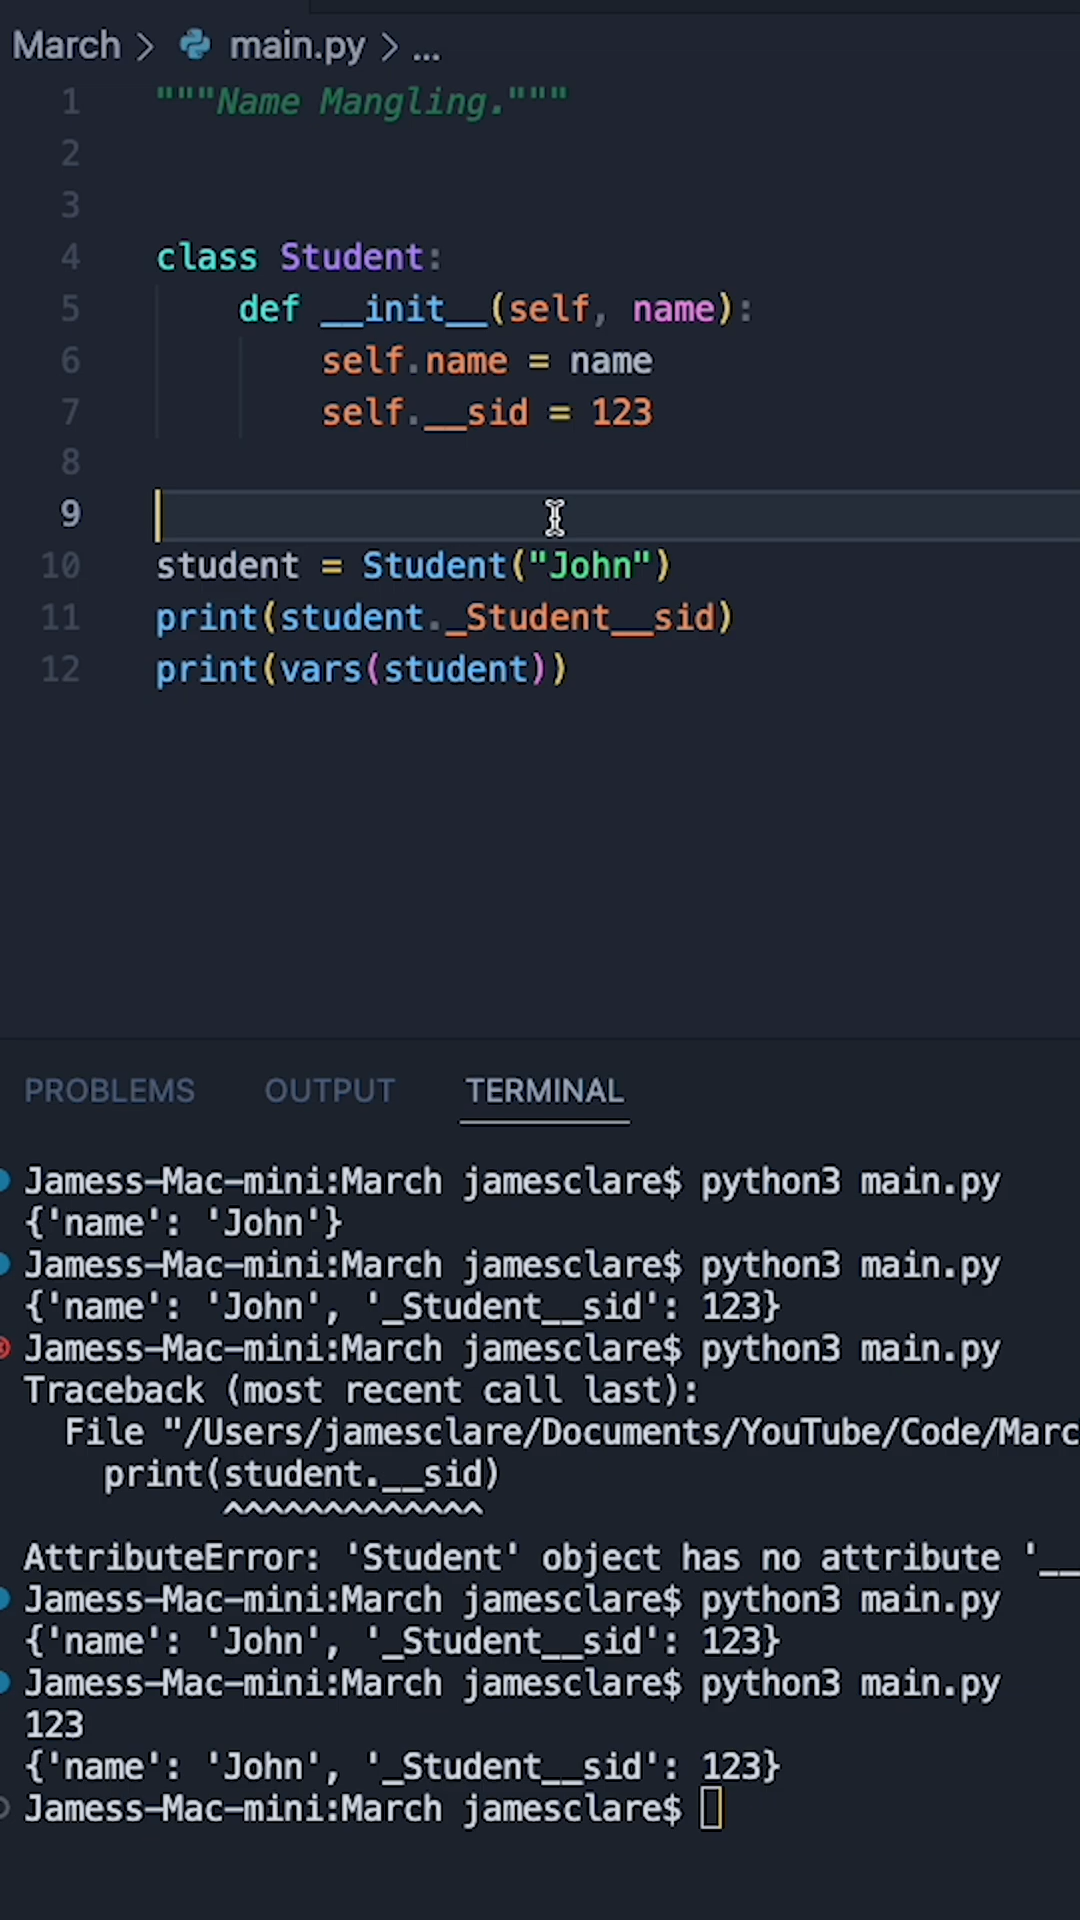 March > main.py > ...
1 """Name Mangling."""
2
3
4 class Student:
5 def __init__(self, name):
6 self.name = name
7 self.__sid = 123
8
9
10 student = Student("John")
11 print(student._Student__sid)
12 print(vars(student))
PROBLEMS OUTPUT TERMINAL
Jamess-Mac-mini:March jamesclare$ python3 main.py
{'name': 'John'}
Jamess-Mac-mini:March jamesclare$ python3 main.py
{'name': 'John', '_Student__sid': 123}
Jamess-Mac-mini:March jamesclare$ python3 main.py
Traceback (most recent call last):
File "/Users/jamesclare/Documents/YouTube/Code/Marc
print(student.__sid)
^^^^^^^^^^^^^
AttributeError: 'Student' object has no attribute '__
Jamess-Mac-mini:March jamesclare$ python3 main.py
{'name': 'John', '_Student__sid': 123}
Jamess-Mac-mini:March jamesclare$ python3 main.py
123
{'name': 'John', '_Student__sid': 123}
Jamess-Mac-mini:March jamesclare$